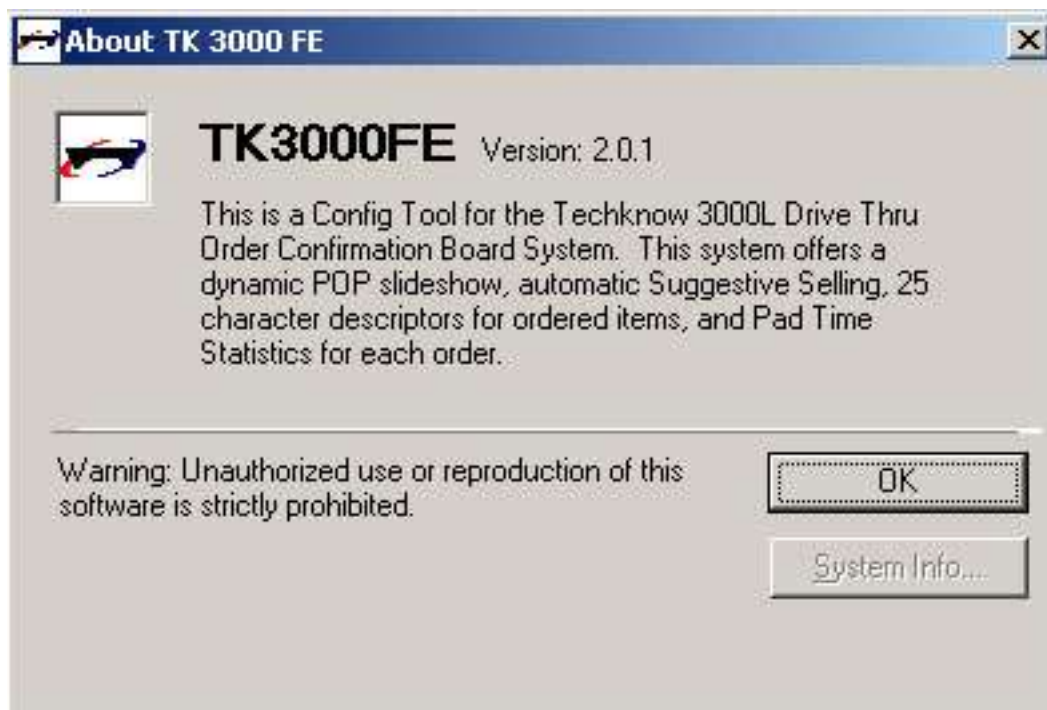 About TK 3000 FE
TK3000FE Version: 2.0.1
This is a Config Tool for the Techknow 3000L Drive Thru
Order Confirmation Board System.  This system offers a
dynamic POP slideshow, automatic Suggestive Selling, 25
character descriptors for ordered items, and Pad Time
Statistics for each order.
Warning: Unauthorized use or reproduction of this
software is strictly prohibited.
OK
System Info....